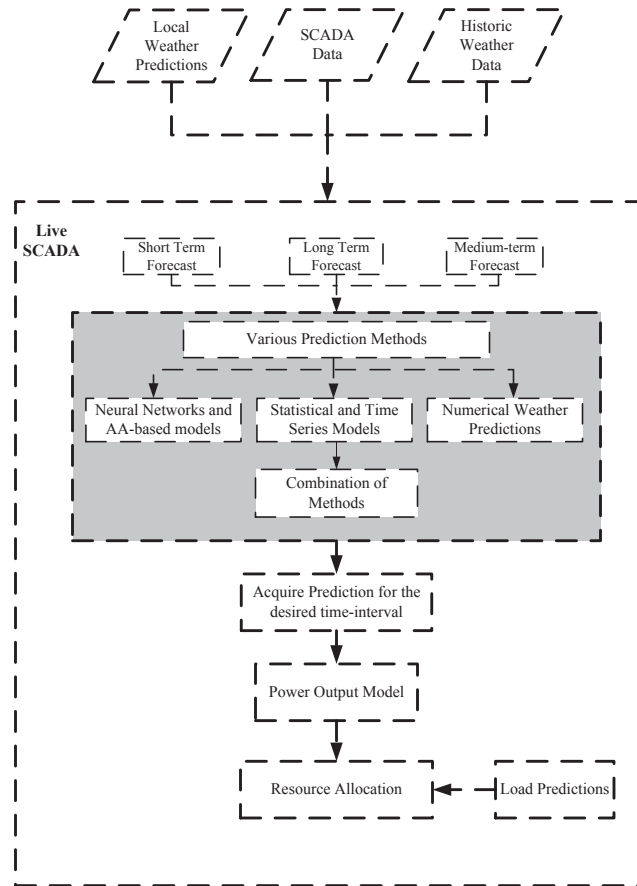 Local
Weather
Predictions
SCADA
Data
Historic
Weather
Data
Live
SCADA
Short Term
Forecast
Long Term
Forecast
Medium-term
Forecast
Various Prediction Methods
Neural Networks and
AA-based models
Statistical and Time
Series Models
Numerical Weather
Predictions
Combination of
Methods
Acquire Prediction for the
desired time-interval
Power Output Model
Resource Allocation
Load Predictions